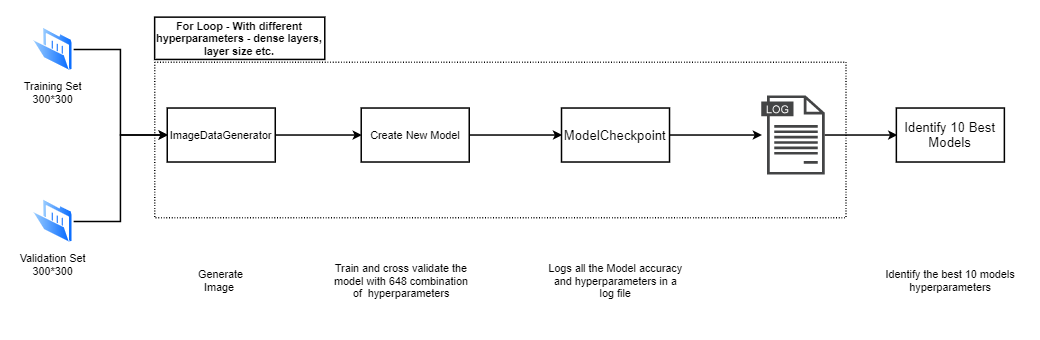 For Loop - With different
hyperparameters - dense layers,
layer size etc.
Training Set
300*300
ImageDataGenerator
Create New Model
ModelCheckpoint
LOG
Identify 10 Best
Models
Validation Set
300*300
Generate
Image
Train and cross validate the
model with 648 combination
of hyperparameters
Logs all the Model accuracy
and hyperparameters in a
log file
Identify the best 10 models
hyperparameters